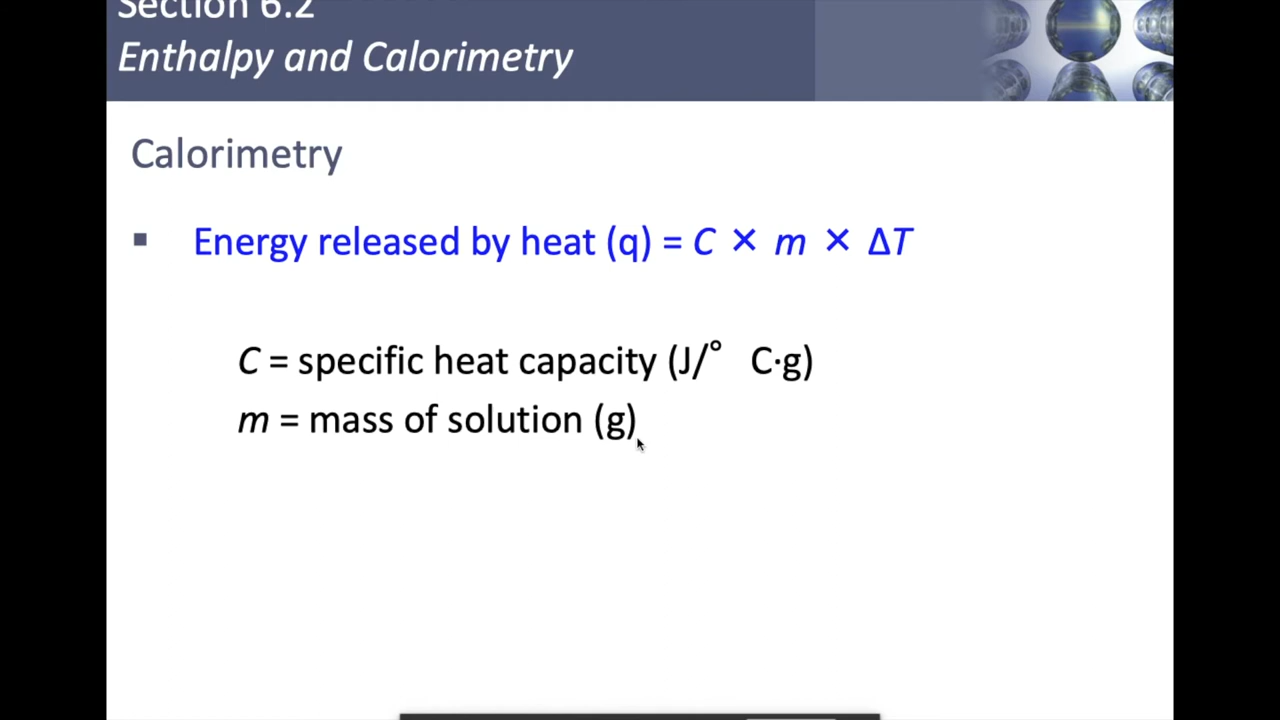 Section 6.2
Enthalpy and Calorimetry
Calorimetry
▪ Energy released by heat (q) = C × m × ΔT
C = specific heat capacity (J/° C·g)
m = mass of solution (g)